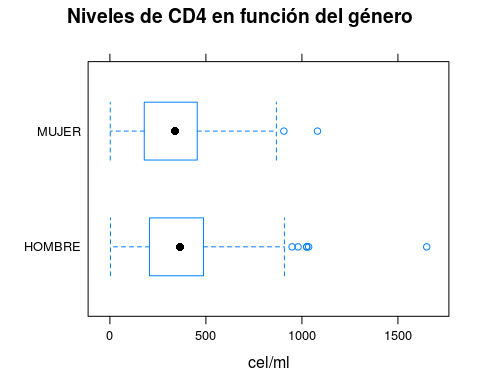 Niveles de CD4 en función del género
MUJER
HOMBRE
0 500 1000 1500
cel/ml